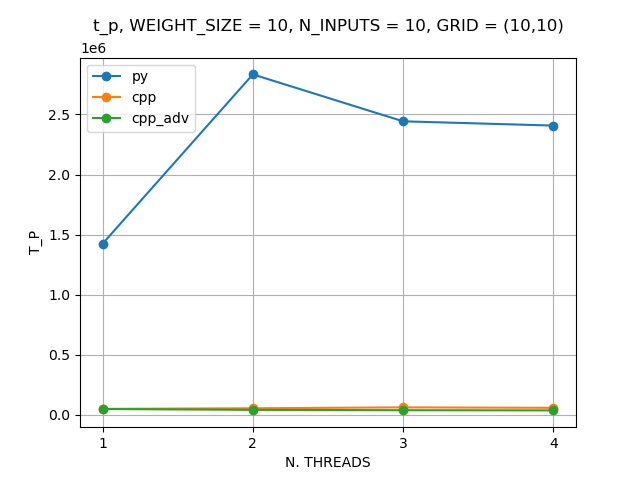 t_p, WEIGHT_SIZE = 10, N_INPUTS = 10, GRID = (10,10)
1e6
py
cpp
cpp_adv
2.5
2.0
1.5
1.0
0.5
0.0
T_P
1 2 3 4
N. THREADS